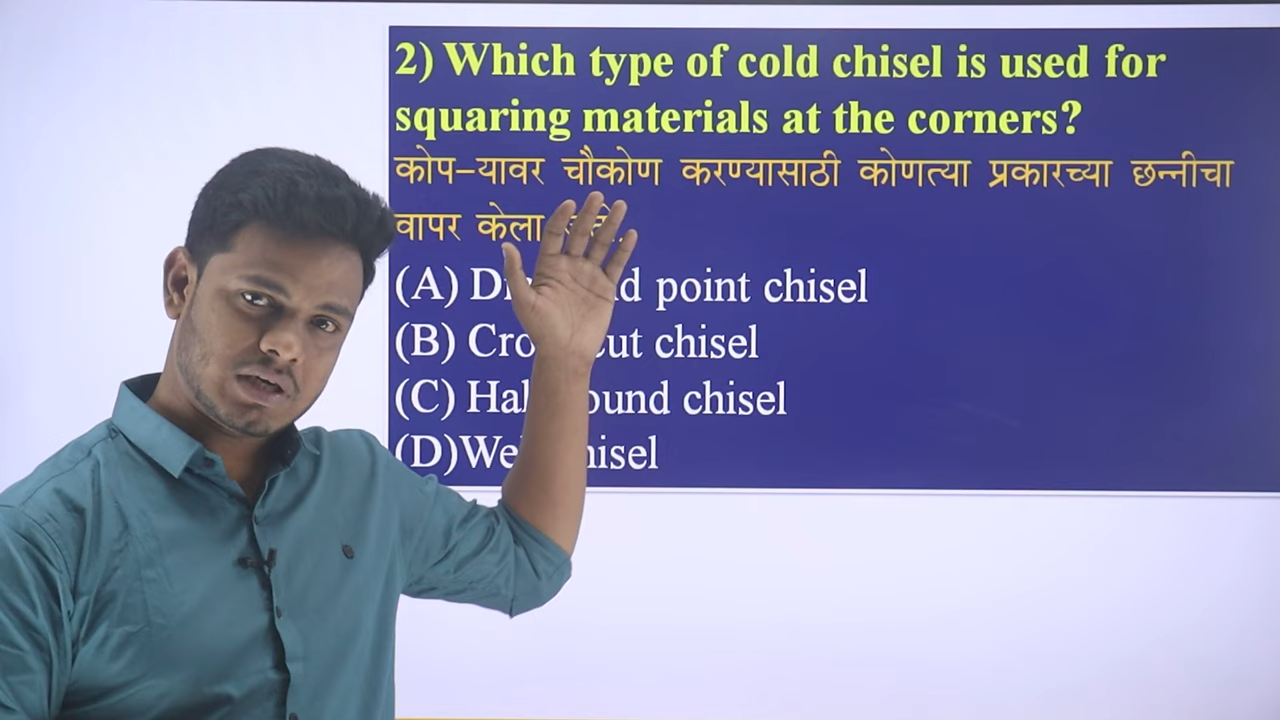 2) Which type of cold chisel is used for
squaring materials at the corners?
कोप-यावर चौकोण करण्यासाठी कोणत्या प्रकारच्या छन्नीचा
वापर केला
(A) point chisel
(B) chisel
(C) chisel
(D)